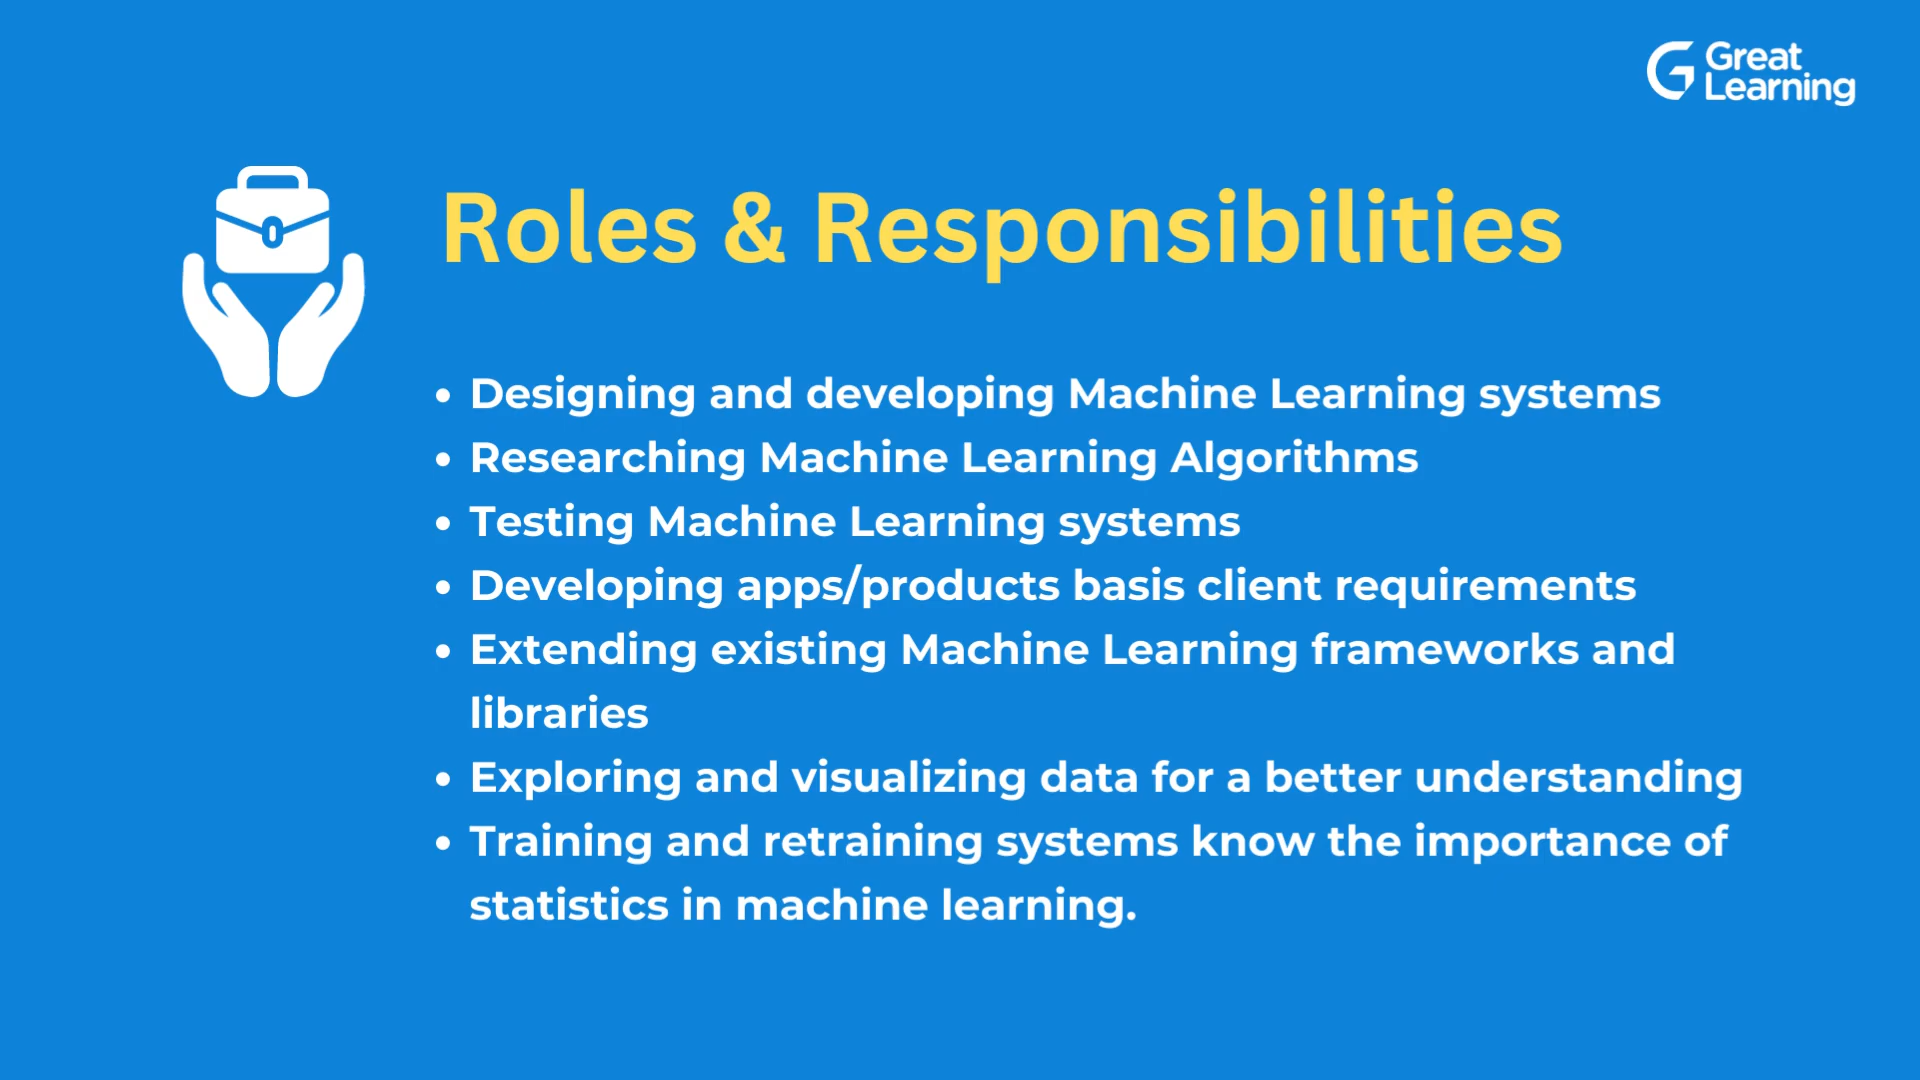 Great
Learning
Roles & Responsibilities
• Designing and developing Machine Learning systems
• Researching Machine Learning Algorithms
• Testing Machine Learning systems
• Developing apps/products basis client requirements
• Extending existing Machine Learning frameworks and
libraries
• Exploring and visualizing data for a better understanding
• Training and retraining systems know the importance of
statistics in machine learning.